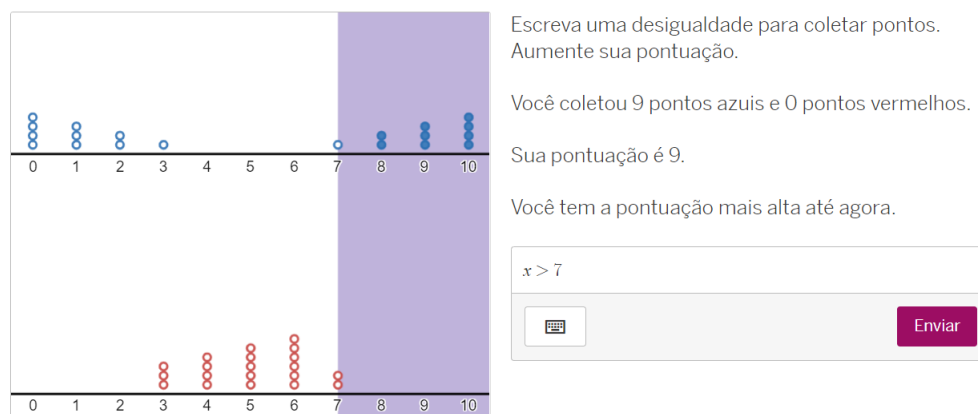 Escreva uma desigualdade para coletar pontos.
Aumente sua pontuação.
Você coletou 9 pontos azuis e 0 pontos vermelhos.
Sua pontuação é 9.
Você tem a pontuação mais alta até agora.
x > 7
Enviar
0 1 2 3 4 5 6 7 8 9 10
0 1 2 3 4 5 6 7 8 9 10